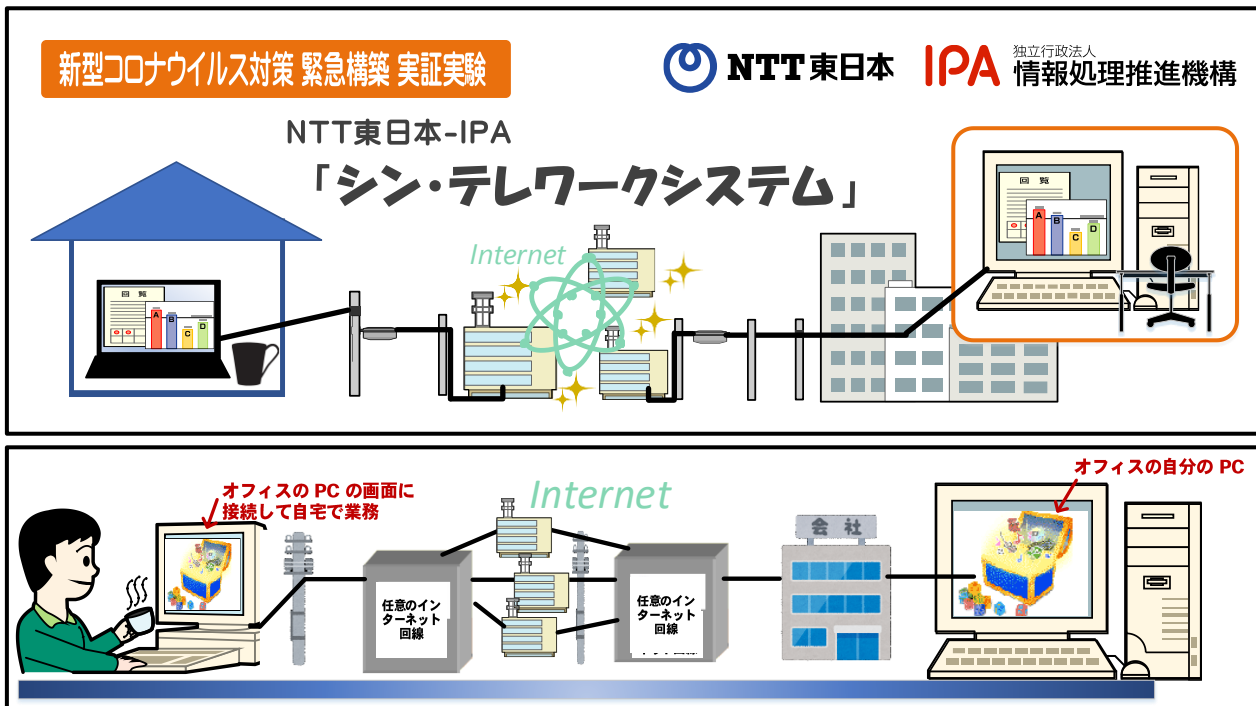 新型コロナウイルス対策 緊急構築 実証実験
NTT東日本
IPA 独立行政法人
情報処理推進機構
NTT東日本-IPA
「シン・テレワークシステム」
Internet
回 覧
A
B
C
D
回 覧
A
B
C
D
オフィスの PC の画面に
接続して自宅で業務
Internet
オフィスの自分の PC
会 社
任意のイン
ターネット
回線
任意のイン
ターネット
回線